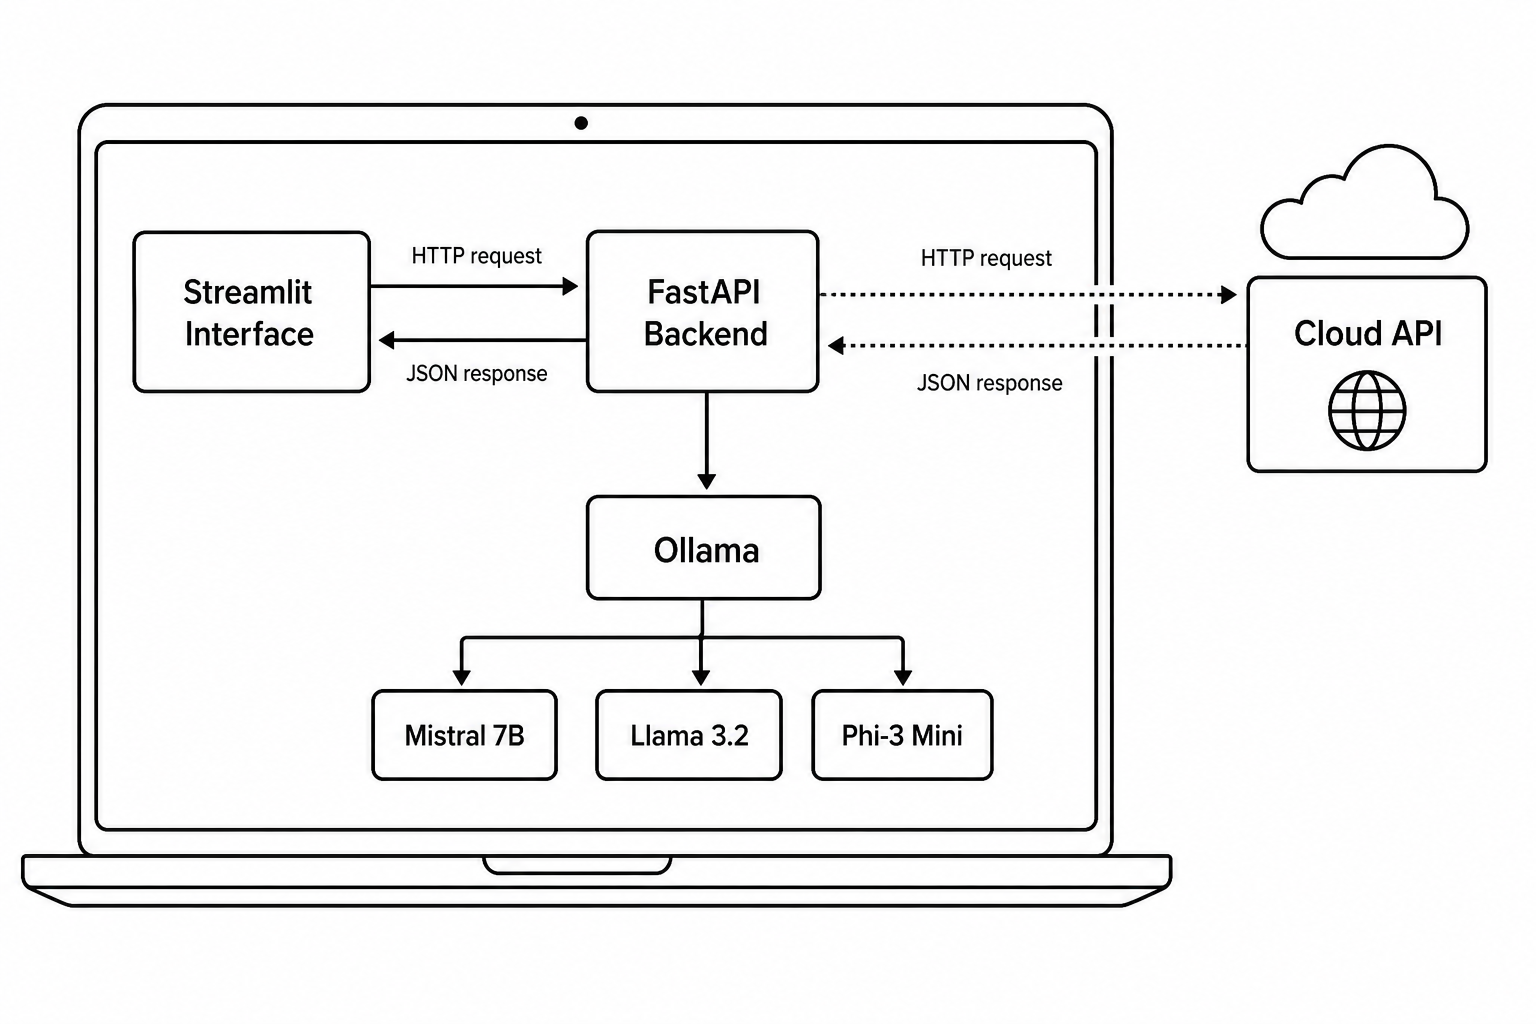 HTTP request
Streamlit
Interface
JSON response
FastAPI
Backend
HTTP request
JSON response
Cloud API
Ollama
Mistral 7B
Llama 3.2
Phi-3 Mini